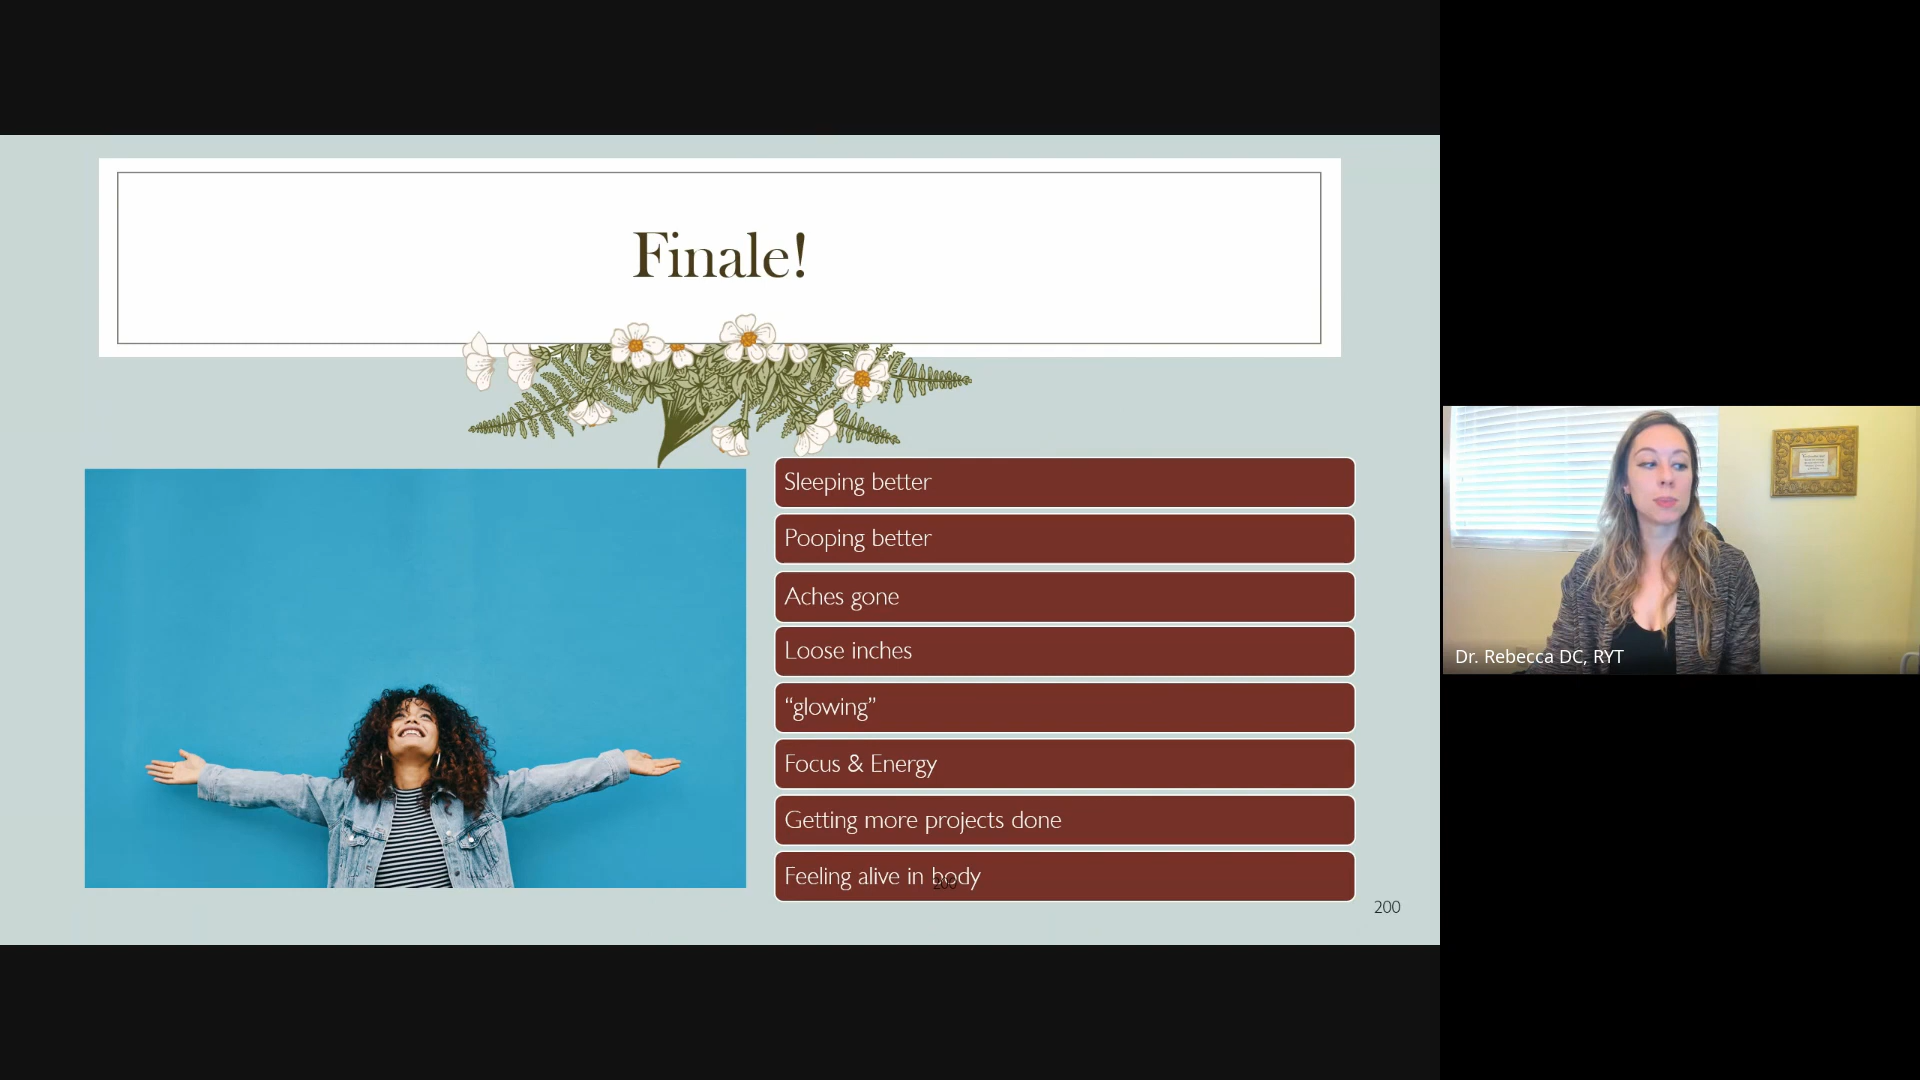 Finale!
Sleeping better
Pooping better
Aches gone
Loose inches
“glowing”
Focus & Energy
Getting more projects done
Feeling alive in body
200
200
Dr. Rebecca DC, RYT